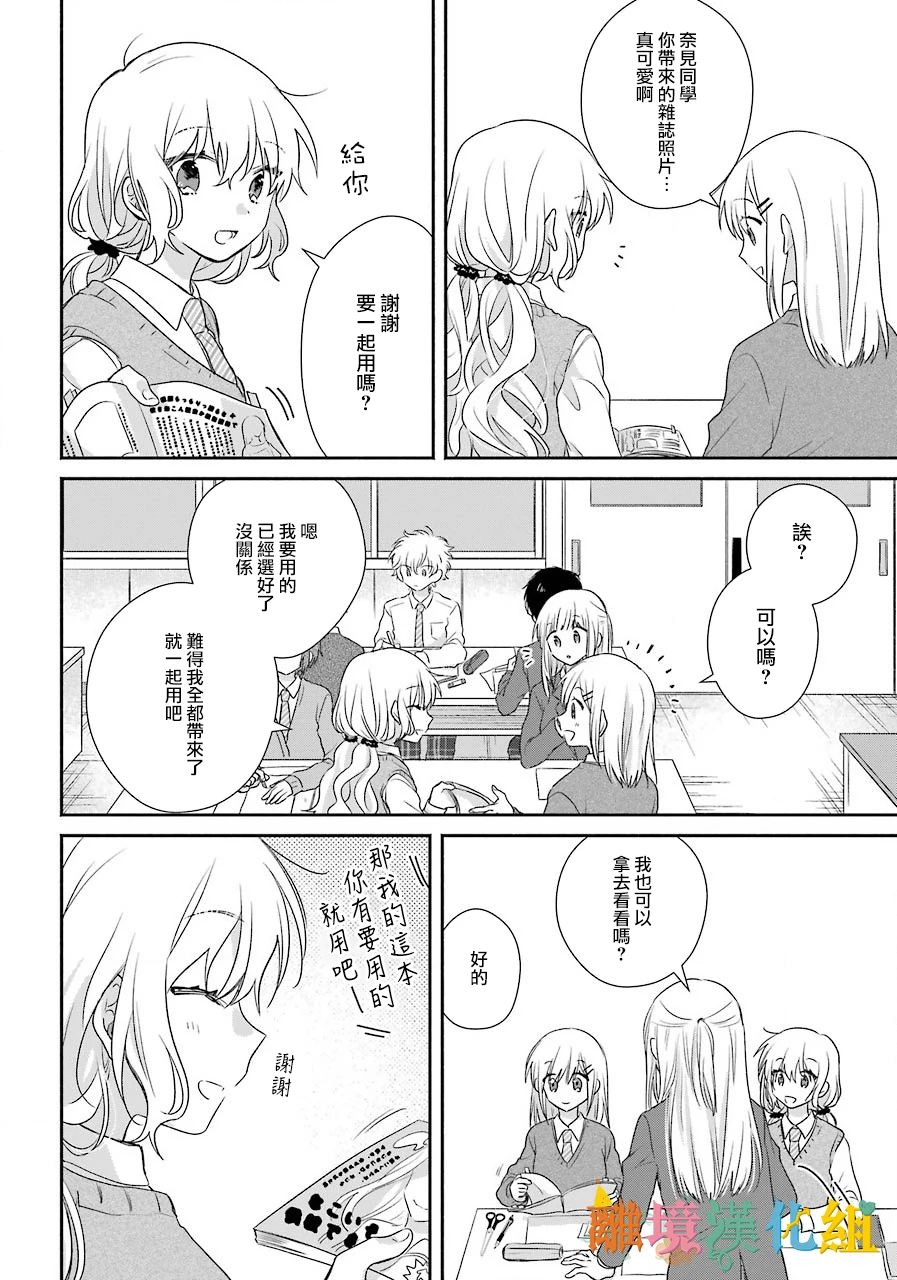 奈見同學
你帶來的雜誌照片…
真可愛啊
給你
謝謝
要一起用嗎？
誒？
可以嗎？
嗯
我要用的
已經選好了
沒關係
難得我全都帶來了
就一起用吧
我也可以
拿去看看嗎？
好的
那我的這本
你有要用的
就用吧
謝謝
離境漢化組